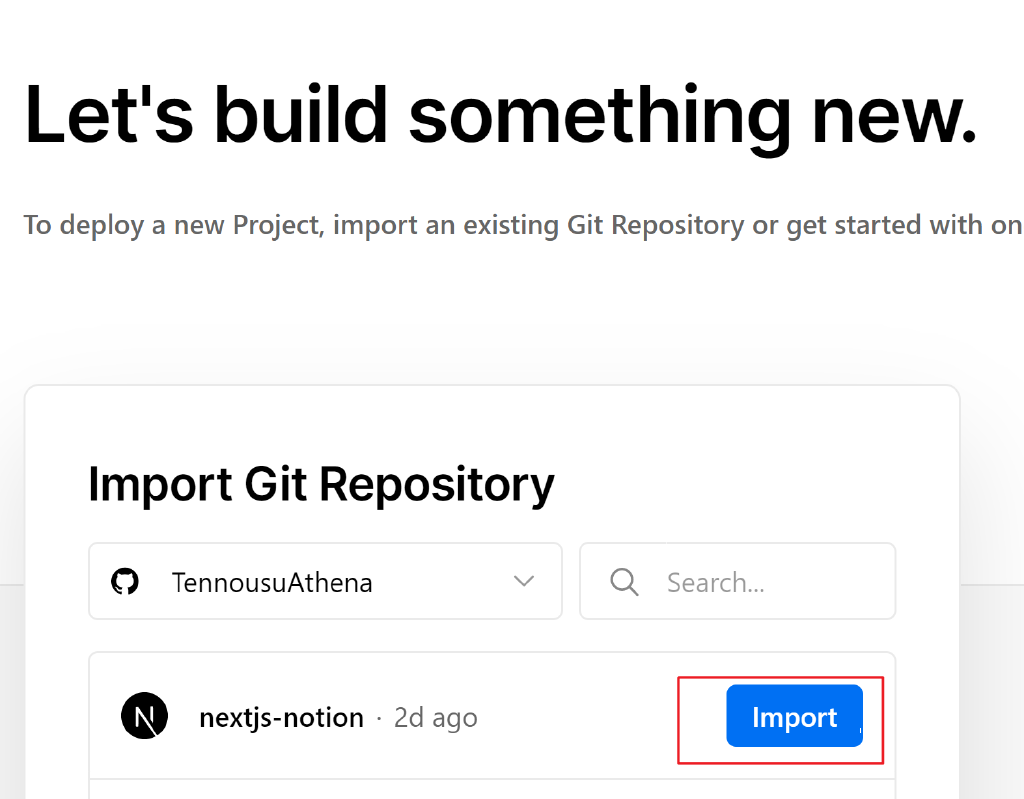 Let's build something new.
To deploy a new Project, import an existing Git Repository or get started with on
Import Git Repository
TennousuAthena
Search...
nextjs-notion · 2d ago
Import